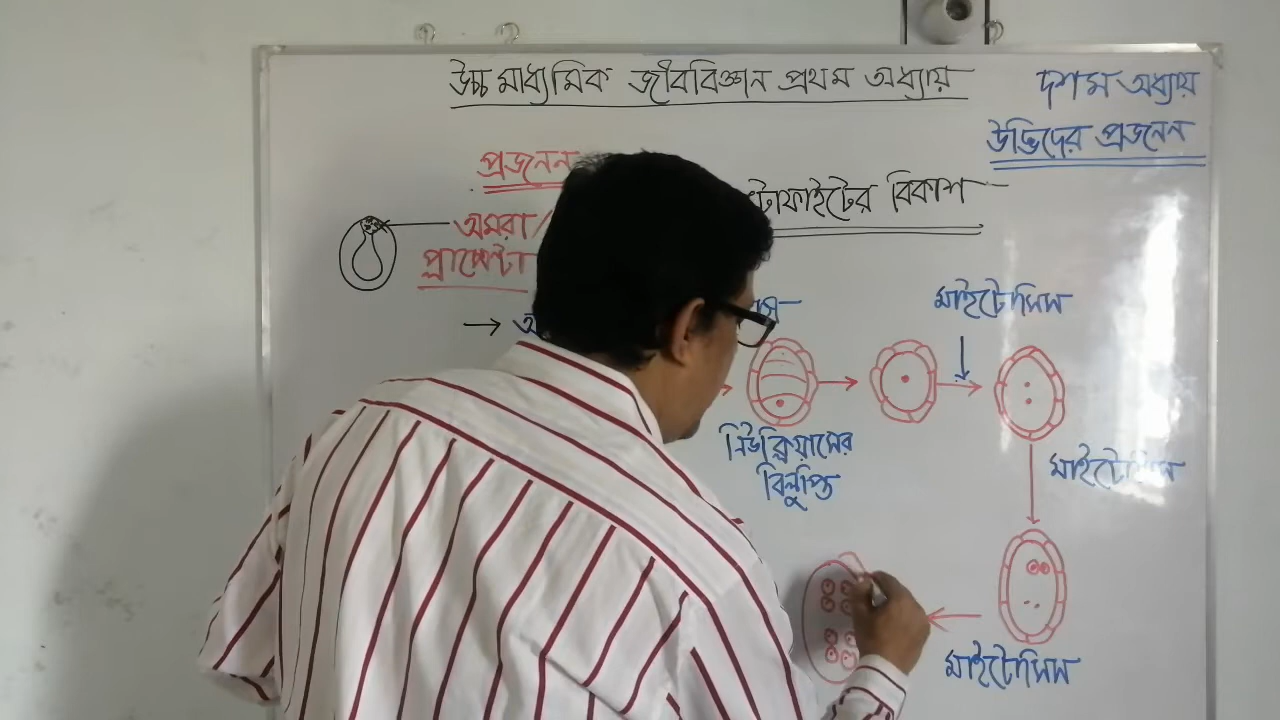 উচ্চ মাধ্যমিক জীববিজ্ঞান প্রথম অধ্যায়
দশম অধ্যায়
উদ্ভিদের প্রজনন
প্রজনন
টোফাইটের বিকাশ
অমরা/
প্লাসেন্টা
মাইটোসিস
নিউক্লিয়াসের
বিলুপ্তি
মাইটোসিস
মাইটোসিস